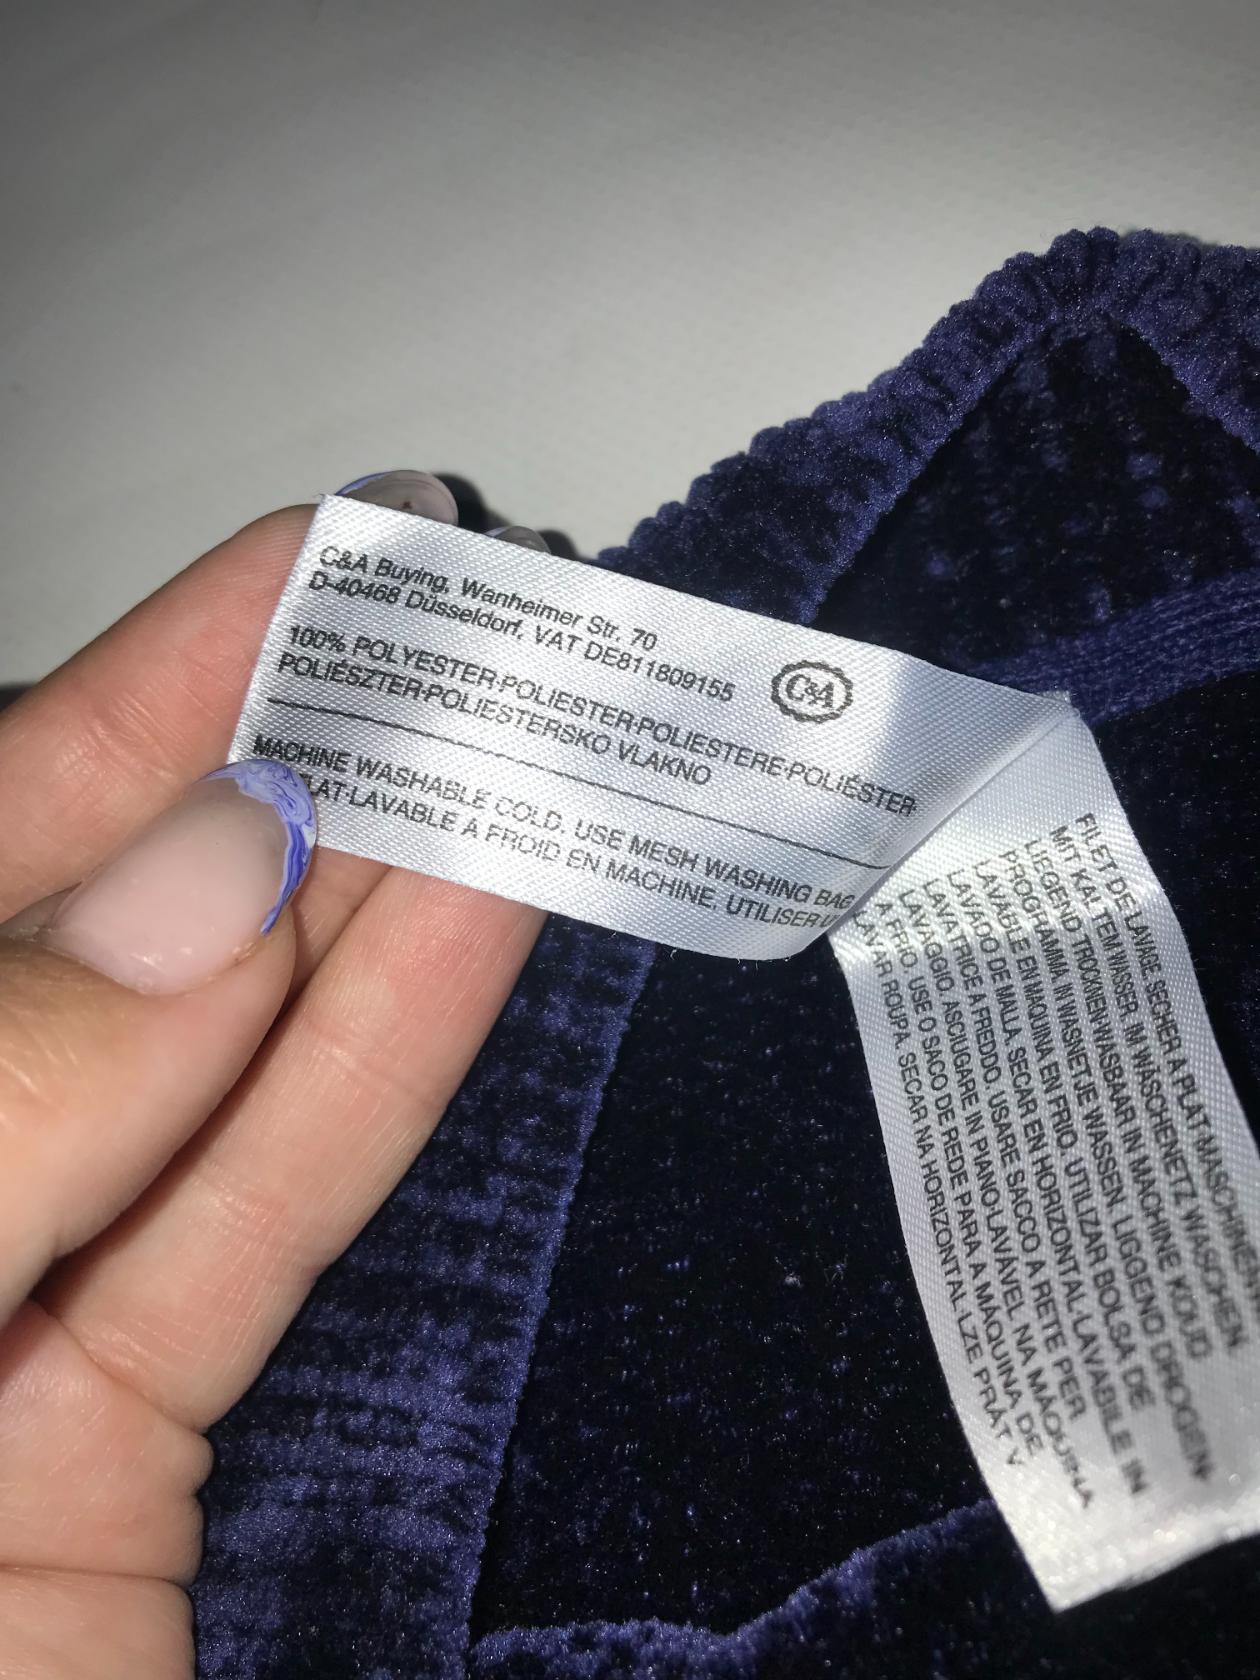 C&A Buying, Wanheimer Str. 70
D-40468 Düsseldorf, VAT DE811809155
C&A
100% POLYESTER·POLIESTER·POLIESTERE·POLIÉSTER
POLIÉSZTER·POLIESTERSKO VLAKNO
MACHINE WASHABLE COLD. USE MESH WASHING BAG
FLAT·LAVABLE À FROID EN MACHINE. UTILISER
FILET DE LAVAGE. SÉCHER À PLAT·MASCHINEN
MIT KALTEM WASSER. IM WÄSCHENETZ WASCHEN
LIEGEND TROCKNEN·WASBAAR IN MACHINE KOUD
PROGRAMMA. IN WASNETJE WASSEN. LIGGEND DROGEN·
LAVABLE EN MÁQUINA EN FRÍO. UTILIZAR BOLSA DE
LAVADO DE MALLA. SECAR EN HORIZONTAL·LAVABILE IN
LAVATRICE A FREDDO. USARE SACCO A RETE PER
LAVAGGIO. ASCIUGARE IN PIANO·LAVÁVEL NA MÁQUINA
A FRIO. USE O SACO DE REDE PARA A MÁQUINA DE
LAVAR ROUPA. SECAR NA HORIZONTAL·LZE PRÁT V